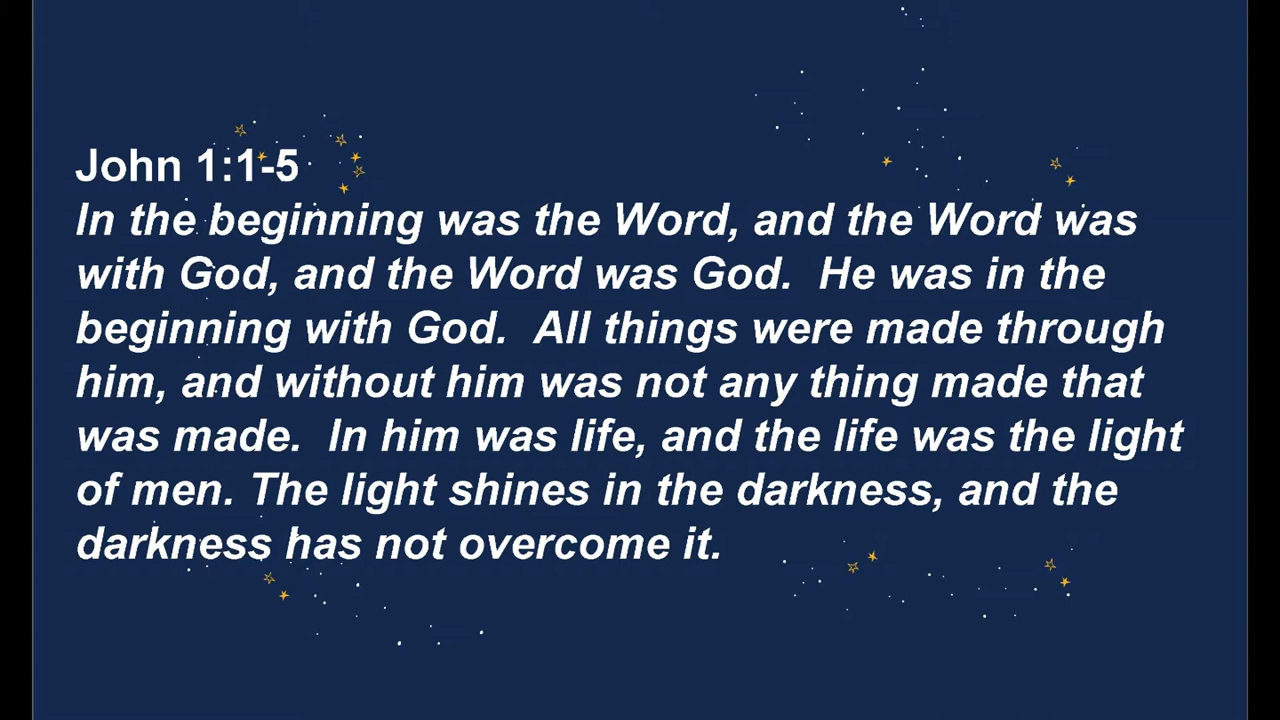 John 1:1-5
In the beginning was the Word, and the Word was
with God, and the Word was God.  He was in the
beginning with God.  All things were made through
him, and without him was not any thing made that
was made.  In him was life, and the life was the light
of men. The light shines in the darkness, and the
darkness has not overcome it.